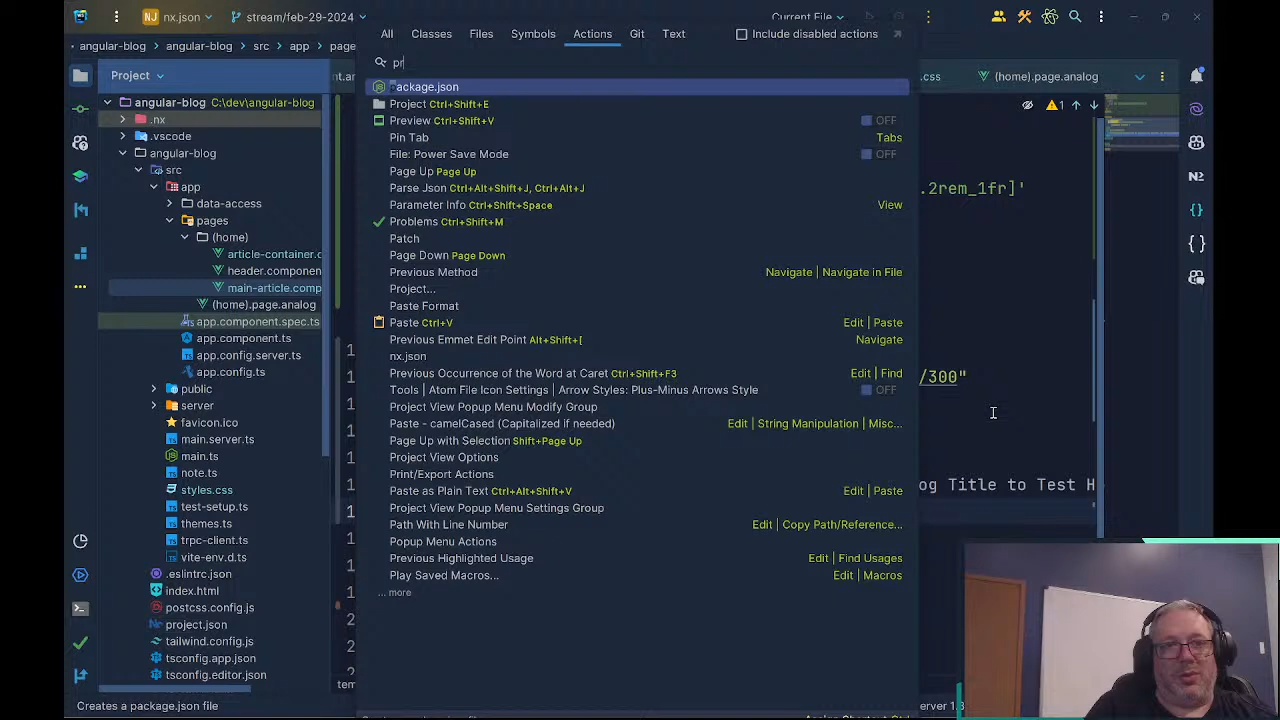 nx.json
stream/feb-29-2024
Current File
angular-blog
angular-blog
src
app
All Classes Files Symbols Actions Git Text Include disabled actions
Project
.css
(home).page.analog
pr
angular-blog C:\dev\angular-blog
.nx
.vscode
angular-blog
src
app
data-access
pages
(home)
header.component
(home).page.analog
app.component.spec.ts
app.component.ts
app.config.server.ts
app.config.ts
public
server
favicon.ico
main.server.ts
main.ts
note.ts
styles.css
test-setup.ts
themes.ts
trpc-client.ts
vite-env.d.ts
.eslintrc.json
index.html
postcss.config.js
project.json
tailwind.config.js
tsconfig.app.json
tsconfig.editor.json
Creates a package.json file
package.json
Project Ctrl+Shift+E
Preview Ctrl+Shift+V OFF
Pin Tab Tabs
File: Power Save Mode OFF
Page Up Page Up
Parse Json Ctrl+Alt+Shift+J, Ctrl+Alt+J
Parameter Info Ctrl+Shift+Space View
Problems Ctrl+Shift+M
Patch
Page Down Page Down
Previous Method Navigate | Navigate in File
Project...
Paste Format
Paste Ctrl+V Edit | Paste
Previous Emmet Edit Point Alt+Shift+[ Navigate
nx.json
Previous Occurrence of the Word at Caret Ctrl+Shift+F3 Edit | Find
Tools | Atom File Icon Settings | Arrow Styles: Plus-Minus Arrows Style OFF
Project View Popup Menu Modify Group
Paste - camelCased (Capitalized if needed) Edit | String Manipulation | Misc...
Page Up with Selection Shift+Page Up
Project View Options
Print/Export Actions
Paste as Plain Text Ctrl+Alt+Shift+V Edit | Paste
Project View Popup Menu Settings Group
Path With Line Number Edit | Copy Path/Reference...
Popup Menu Actions
Previous Highlighted Usage Edit | Find Usages
Play Saved Macros... Edit | Macros
... more
1
.2rem_1fr]'
/300"
og Title to Test H